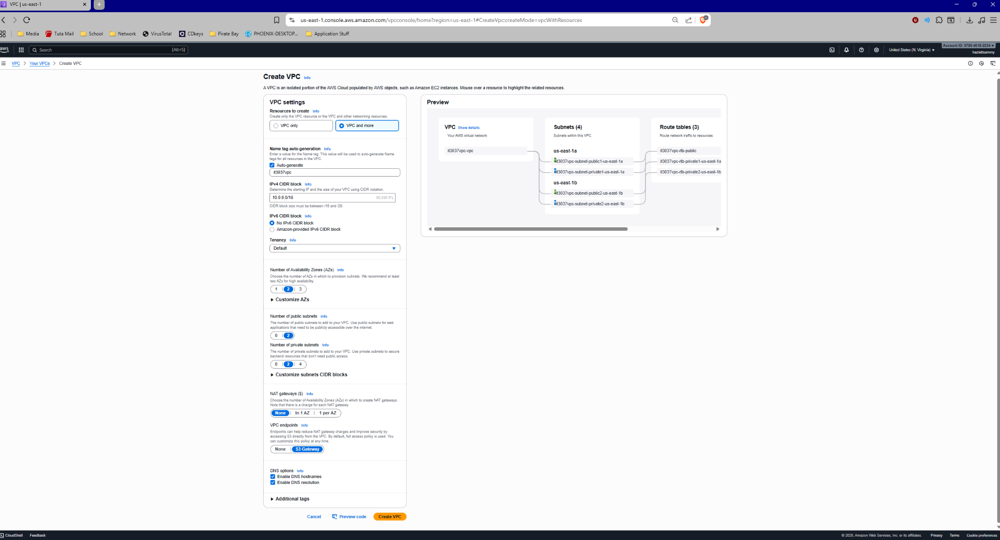 VPC | us-east-1
us-east-1.console.aws.amazon.com/vpcconsole/home?region=us-east-1#CreateVpc:createMode=vpcWithResources
11
Media
Tuta Mail
School
Network
VirusTotal
CDkeys
Pirate Bay
PHOENIX-DESKTOP...
Application Stuff
aws
Search
[Alt+S]
United States (N. Virginia)
Account ID: 0786-4618-2234
hazlettsammy
VPC
Your VPCs
Create VPC
Create VPC Info
A VPC is an isolated portion of the AWS Cloud populated by AWS objects, such as Amazon EC2 instances. Mouse over a resource to highlight the related resources.
VPC settings
Resources to create Info
Create only the VPC resource or the VPC and other networking resources.
VPC only
VPC and more
Name tag auto-generation Info
Enter a value for the Name tag. This value will be used to auto-generate Name
tags for all resources in the VPC.
Auto-generate
it3037vpc
IPv4 CIDR block Info
Determine the starting IP and the size of your VPC using CIDR notation.
10.0.0.0/16
65,536 IPs
CIDR block size must be between /16 and /28.
IPv6 CIDR block Info
No IPv6 CIDR block
Amazon-provided IPv6 CIDR block
Tenancy Info
Default
Number of Availability Zones (AZs) Info
Choose the number of AZs in which to provision subnets. We recommend at least
two AZs for high availability.
1 2 3
Customize AZs
Number of public subnets Info
The number of public subnets to add to your VPC. Use public subnets for web
applications that need to be publicly accessible over the internet.
0 2
Number of private subnets Info
The number of private subnets to add to your VPC. Use private subnets to secure
backend resources that don't need public access.
0 2 4
Customize subnets CIDR blocks
NAT gateways ($) Info
Choose the number of Availability Zones (AZs) in which to create NAT gateways.
Note that there is a charge for each NAT gateway
None In 1 AZ 1 per AZ
VPC endpoints Info
Endpoints can help reduce NAT gateway charges and improve security by
accessing S3 directly from the VPC. By default, full access policy is used. You
can customize this policy at any time.
None S3 Gateway
DNS options Info
Enable DNS hostnames
Enable DNS resolution
Additional tags
Cancel
Preview code
Create VPC
Preview
VPC Show details
Your AWS virtual network
it3037vpc-vpc
Subnets (4)
Subnets within this VPC
us-east-1a
it3037vpc-subnet-public1-us-east-1a
it3037vpc-subnet-private1-us-east-1a
us-east-1b
it3037vpc-subnet-public2-us-east-1b
it3037vpc-subnet-private2-us-east-1b
Route tables (3)
Route network traffic to resources
it3037vpc-rtb-public
it3037vpc-rtb-private1-us-east-1a
it3037vpc-rtb-private2-us-east-1b
CloudShell
Feedback
© 2025, Amazon Web Services, Inc. or its affiliates.
Privacy
Terms
Cookie preferences